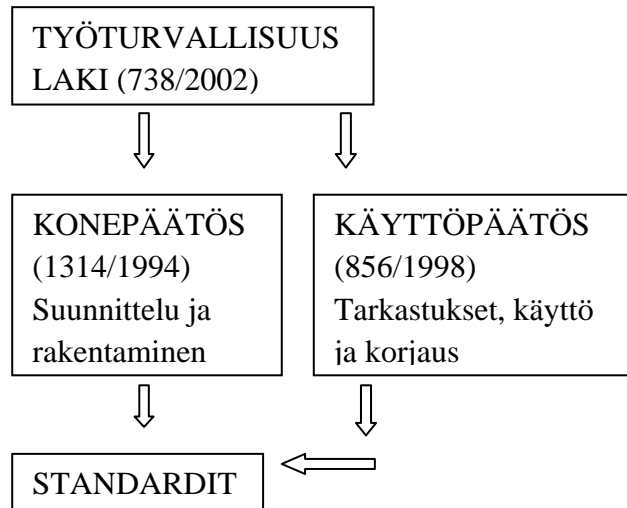 TYÖTURVALLISUUS
LAKI (738/2002)
KONEPÄÄTÖS
(1314/1994)
Suunnittelu ja
rakentaminen
KÄYTTÖPÄÄTÖS
(856/1998)
Tarkastukset, käyttö
ja korjaus
STANDARDIT